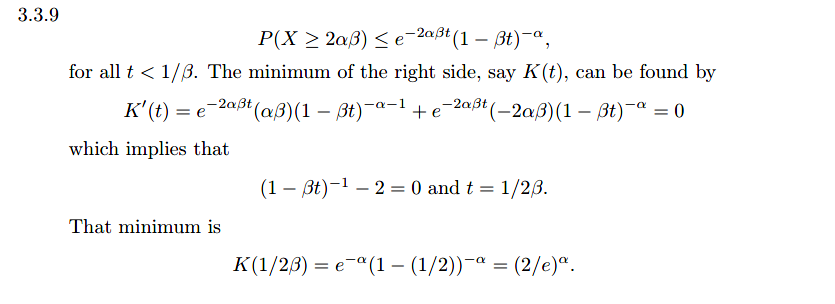 3.3.9
P(X ≥ 2αβ) ≤ e^{−2αβt}(1 − βt)^{−α},
for all t < 1/β. The minimum of the right side, say K(t), can be found by
K′(t) = e^{−2αβt}(αβ)(1 − βt)^{−α−1} + e^{−2αβt}(−2αβ)(1 − βt)^{−α} = 0
which implies that
(1 − βt)^{−1} − 2 = 0 and t = 1/2β.
That minimum is
K(1/2β) = e^{−α}(1 − (1/2))^{−α} = (2/e)^{α}.